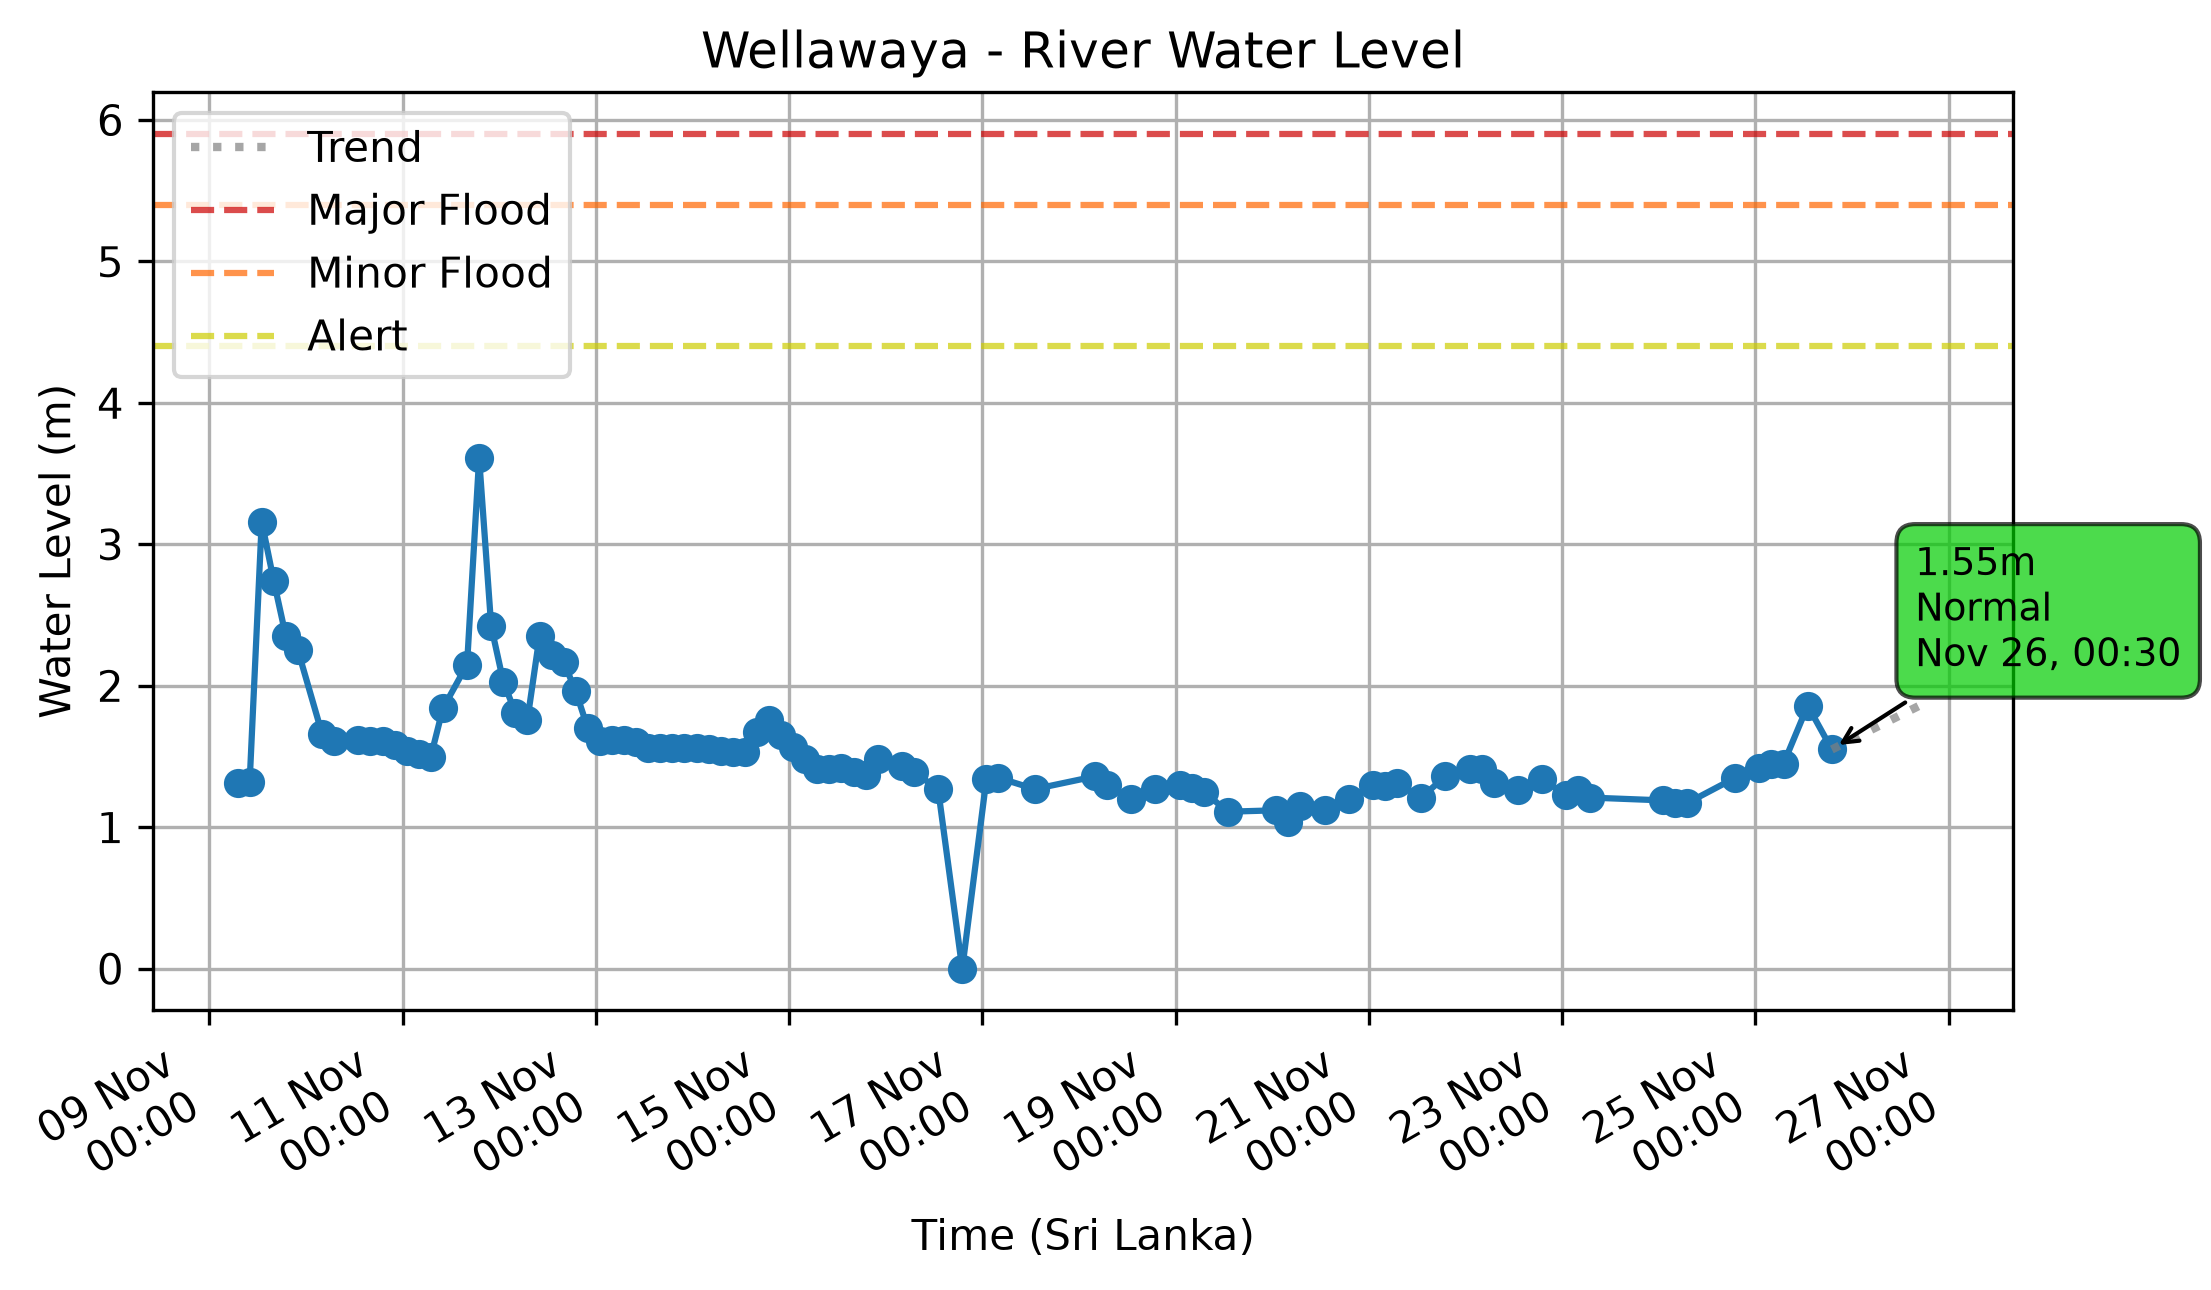 Wellawaya - River Water Level
6
5
4
3
2
1
0
Water Level (m)
Trend
Major Flood
Minor Flood
Alert
1.55m
Normal
Nov 26, 00:30
09 Nov
00:00
11 Nov
00:00
13 Nov
00:00
15 Nov
00:00
17 Nov
00:00
19 Nov
00:00
21 Nov
00:00
23 Nov
00:00
25 Nov
00:00
27 Nov
00:00
Time (Sri Lanka)